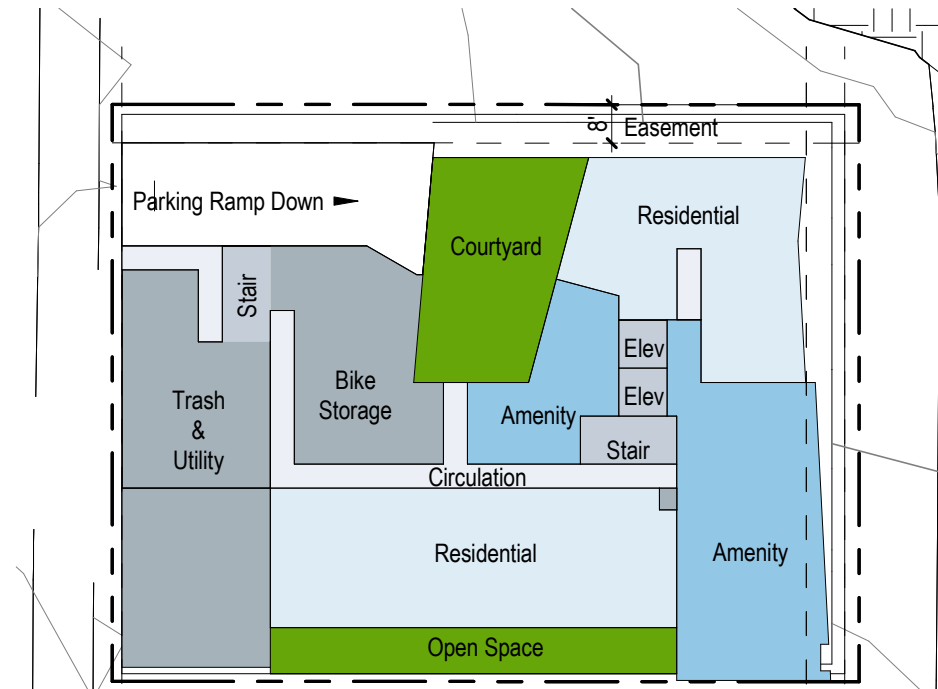 8'
Easement
Parking Ramp Down
Residential
Courtyard
Stair
Elev
Bike
Storage
Elev
Trash
&
Utility
Amenity
Stair
Circulation
Residential
Amenity
Open Space